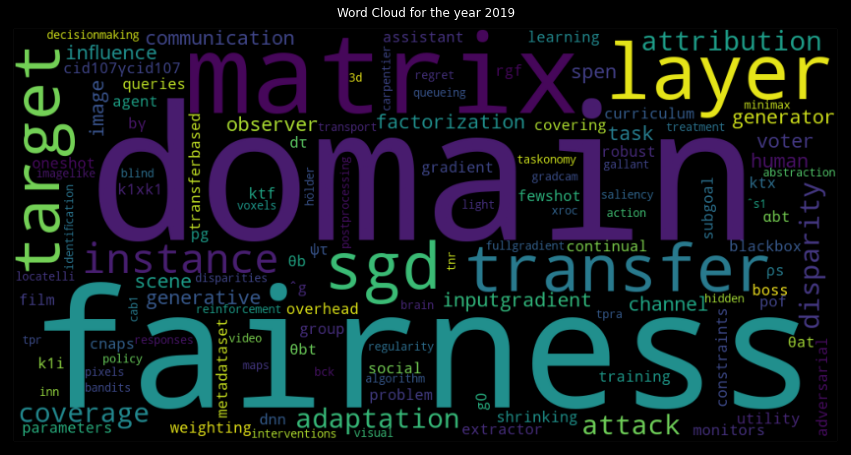 Word Cloud for the year 2019
decisionmaking
communication
assistant
learning
attribution
influence
matrix
layer
cid107γcid107
carpentier
regret
rgf
spen
target
image
queries
3d
queueing
curriculum
minimax
agent
generator
by
observer
transport
factorization
covering
task
treatment
voter
domain
oneshot
imagelike
blind
transferbased
dτ
postprocessing
gradient
taskonomy
robust
human
gradcam
gallant
abstraction
k1xk1
ktf
hölder
fewshot
saliency
ktx
identification
voxels
light
xroc
action
subgoal
ˆs1
αbt
pg
ψτ
instance
θb
sgd
tnr
fullgradient
continual
blackbox
disparity
transfer
locatelli
scene
disparities
ˆg
ρs
film
cab1
generative
overhead
inputgradient
channel
hidden
boss
pof
reinforcement
brain
tpra
fairness
tpr
cnaps
responses
metadataset
video
group
θbt
regularity
constraints
θat
adversarial
k1i
policy
maps
social
pixels
bck
algorithm
training
inn
bandits
problem
g0
coverage
dnn
adaptation
shrinking
attack
utility
parameters
weighting
interventions
visual
extractor
monitors